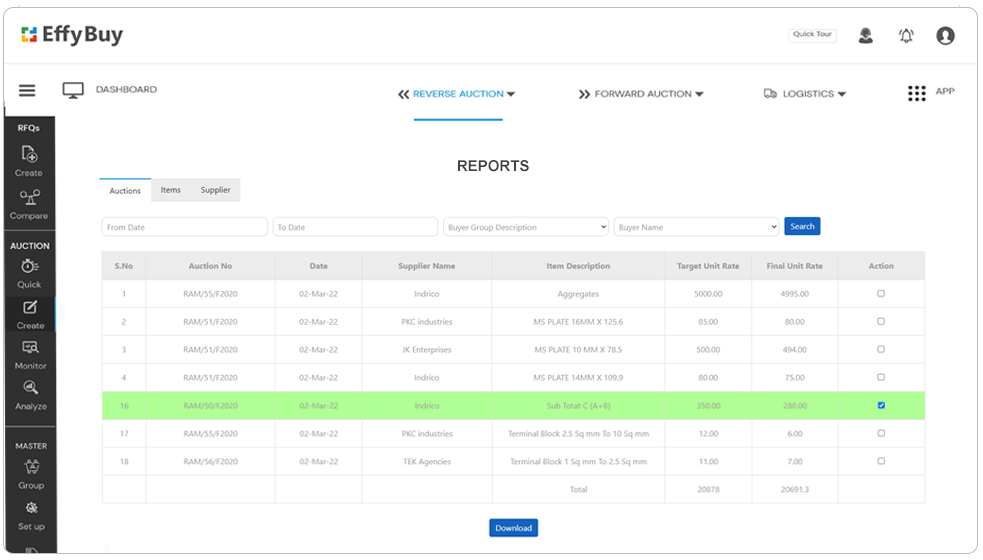 EffyBuy
Quick Tour
DASHBOARD
REVERSE AUCTION
FORWARD AUCTION
LOGISTICS
APP
RFQs
Create
Compare
AUCTION
Quick
Create
Monitor
Analyze
MASTER
Group
Set up
REPORTS
Auctions Items Supplier
From Date To Date Buyer Group Description Buyer Name Search
S.No Auction No Date Supplier Name Item Description Target Unit Rate Final Unit Rate Action
1 RAM/55/F2020 02-Mar-22 Indrico Aggregates 5000.00 4995.00
2 RAM/51/F2020 02-Mar-22 PKC industries MS PLATE 16MM X 125.6 85.00 80.00
3 RAM/51/F2020 02-Mar-22 JK Enterprises MS PLATE 10 MM X 78.5 500.00 494.00
4 RAM/51/F2020 02-Mar-22 Indrico MS PLATE 14MM X 109.9 80.00 75.00
16 RAM/50/F2020 02-Mar-22 Indrico Sub Totat C (A+B) 350.00 280.00
17 RAM/55/F2020 02-Mar-22 PKC industries Terminal Block 2.5 Sq mm To 10 Sq mm 12.00 6.00
18 RAM/56/F2020 02-Mar-22 TEK Agencies Terminal Block 1 Sq mm To 2.5 Sq mm 11.00 7.00
Total 20878 20691.3
Download